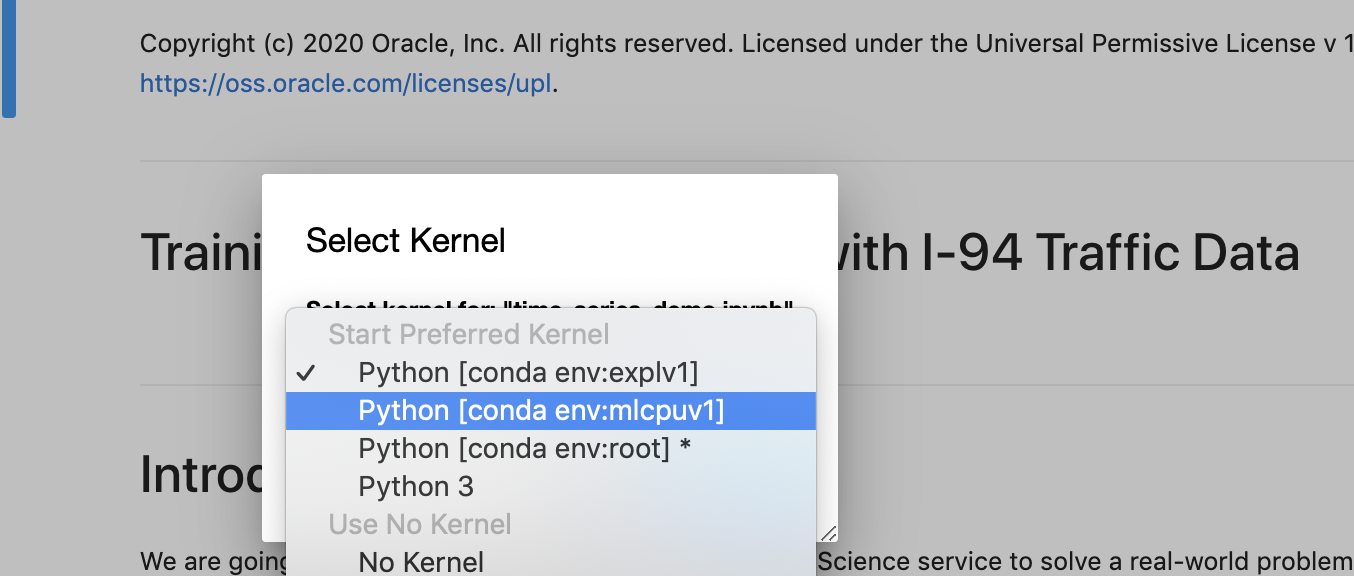 Copyright (c) 2020 Oracle, Inc. All rights reserved. Licensed under the Universal Permissive License v 1
https://oss.oracle.com/licenses/upl.
Traini
with I-94 Traffic Data
Select Kernel
Select kernel for: "time_series_demo.ipynb"
Start Preferred Kernel
✓ Python [conda env:explv1]
Python [conda env:mlcpuv1]
Python [conda env:root] *
Python 3
Use No Kernel
No Kernel
Introd
We are going
Science service to solve a real-world problem